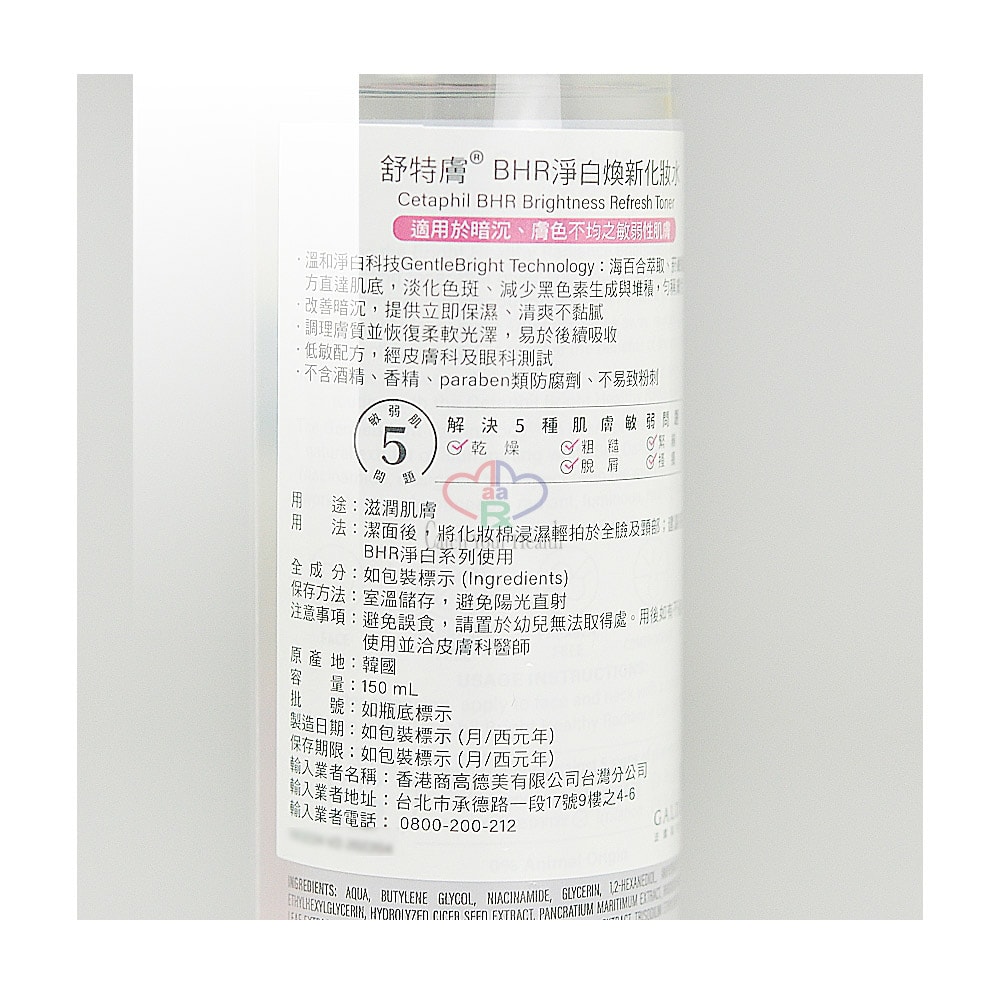 舒特膚® BHR淨白煥新化妝水
Cetaphil BHR Brightness Refresh Toner
適用於暗沉、膚色不均之敏弱性肌膚
·溫和淨白科技GentleBright Technology：海百合萃取、
方直達肌底，淡化色斑、減少黑色素生成與堆積，
·改善暗沉，提供立即保濕、清爽不黏膩
·調理膚質並恢復柔軟光澤，易於後續吸收
·低敏配方，經皮膚科及眼科測試
·不含酒精、香精、paraben類防腐劑、不易致粉刺
敏弱肌
5
問題
解決5種肌膚敏弱問題
乾燥 粗糙
脫屑
aa
R
Catch Your Health
用途：滋潤肌膚
用法：潔面後，將化妝棉浸濕輕拍於全臉及頸部；
BHR淨白系列使用
全成分：如包裝標示 (Ingredients)
保存方法：室溫儲存，避免陽光直射
注意事項：避免誤食，請置於幼兒無法取得處。用後如有
使用並洽皮膚科醫師
原產地：韓國
容量：150 mL
批號：如瓶底標示
製造日期：如包裝標示 (月/西元年)
保存期限：如包裝標示 (月/西元年)
輸入業者名稱：香港商高德美有限公司台灣分公司
輸入業者地址：台北市承德路一段17號9樓之4-6
輸入業者電話：0800-200-212
INGREDIENTS: AQUA, BUTYLENE GLYCOL, NIACINAMIDE, GLYCERIN, 1,2-HEXANEDIOL,
ETHYLHEXYLGLYCERIN, HYDROLYZED CICER SEED EXTRACT, PANCRATIUM MARITIMUM EXTRACT,